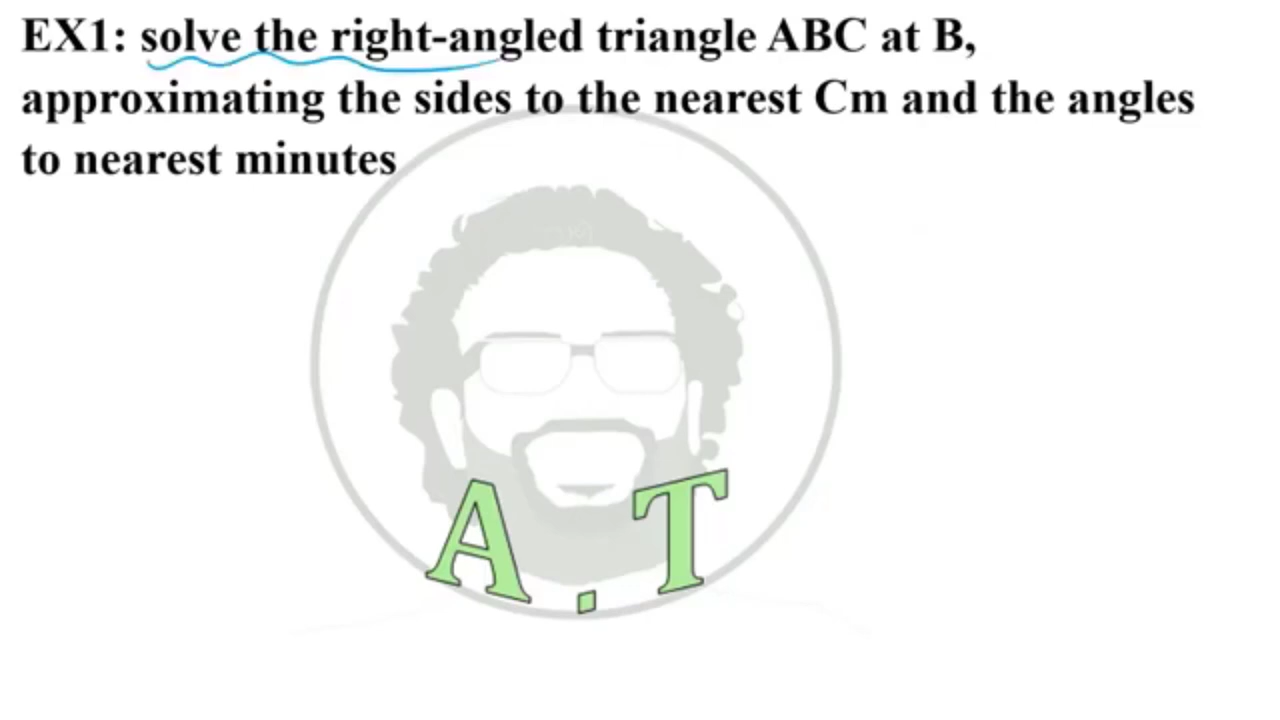 EX1: solve the right-angled triangle ABC at B,
approximating the sides to the nearest Cm and the angles
to nearest minutes
A . T